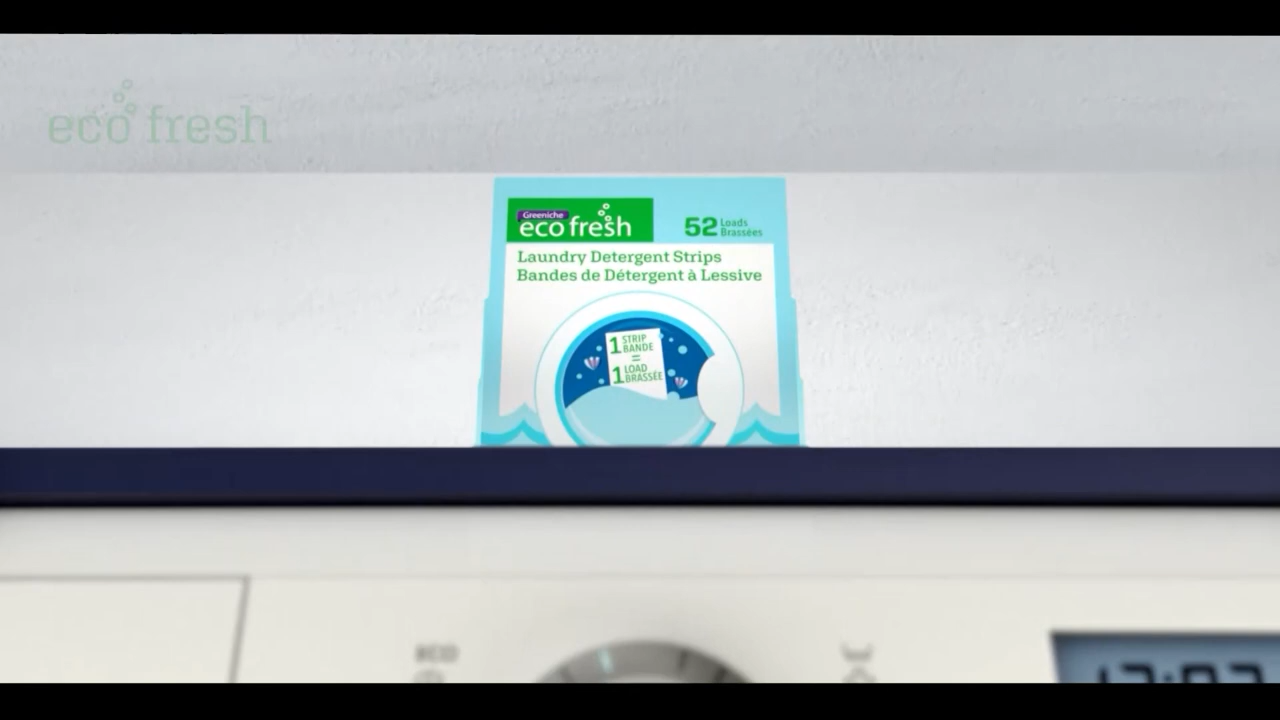 eco fresh
Greeniche
eco fresh
52 Loads
Brassées
Laundry Detergent Strips
Bandes de Détergent à Lessive
1 STRIP
BANDE
=
1 LOAD
BRASSÉE
ECO